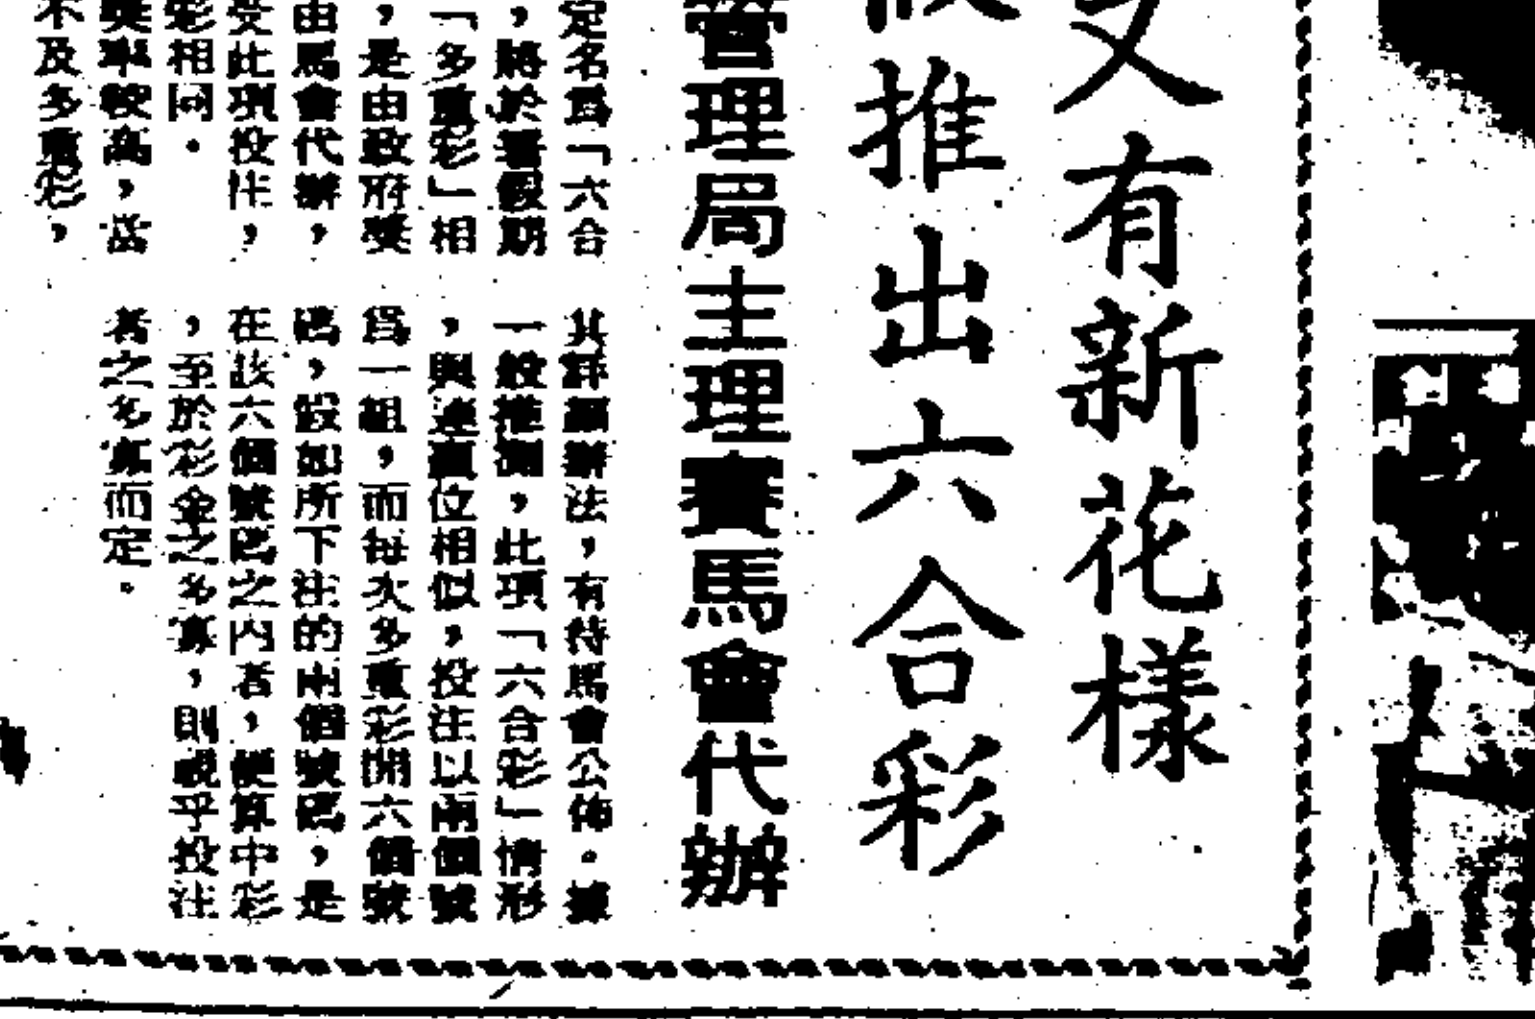 又有新花樣
推出六合彩
管理局主理賽馬會代辦
定名爲「六合
，將於暑假期
「多重彩」相
，是由政府獎
由馬會代辦，
受此項投注，
彩相同。
獎率較高，當
不及多重彩，
其詳細辦法，有待馬會公佈。據
一般推測，此項「六合彩」情形
，與連贏位相似，投注以兩個號
爲一組，而每次多重彩開六個號
碼，假如所下注的兩個號碼，是
在該六個號碼之內者，便算中彩
，至於彩金之多寡，則視乎投注
者之多寡而定。